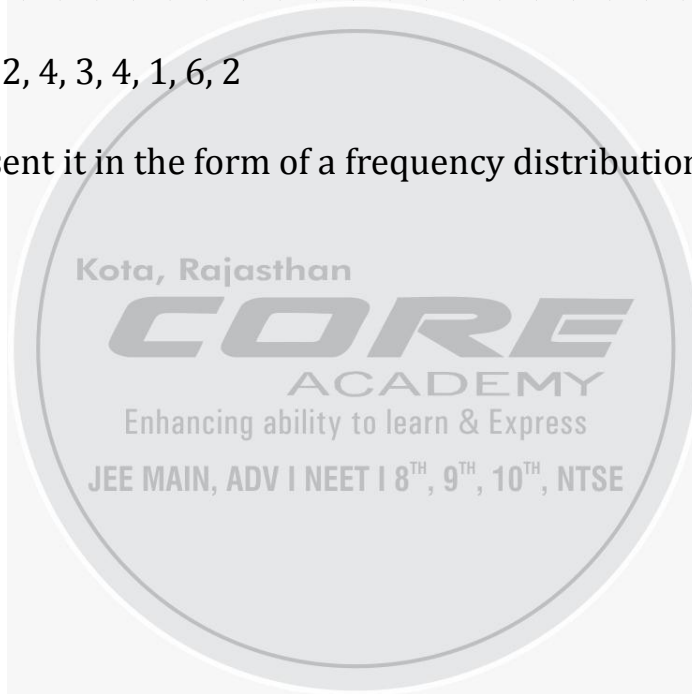 2, 4, 3, 4, 1, 6, 2
sent it in the form of a frequency distribution
Kota, Rajasthan
CORE
ACADEMY
Enhancing ability to learn & Express
JEE MAIN, ADV I NEET I 8TH, 9TH, 10TH, NTSE